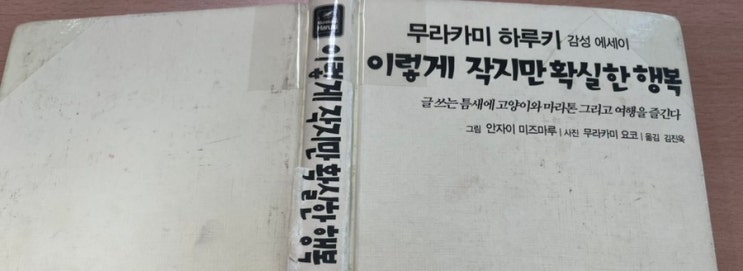 무라카미 하루키 감성 에세이
이렇게 작지만 확실한 행복
글 쓰는 틈새에 고양이와 마라톤 그리고 여행을 즐긴다
그림 안자이 미즈마루 | 사진 무라카미 요코 | 옮김 김진욱
이렇게 작지만 확실한 행복